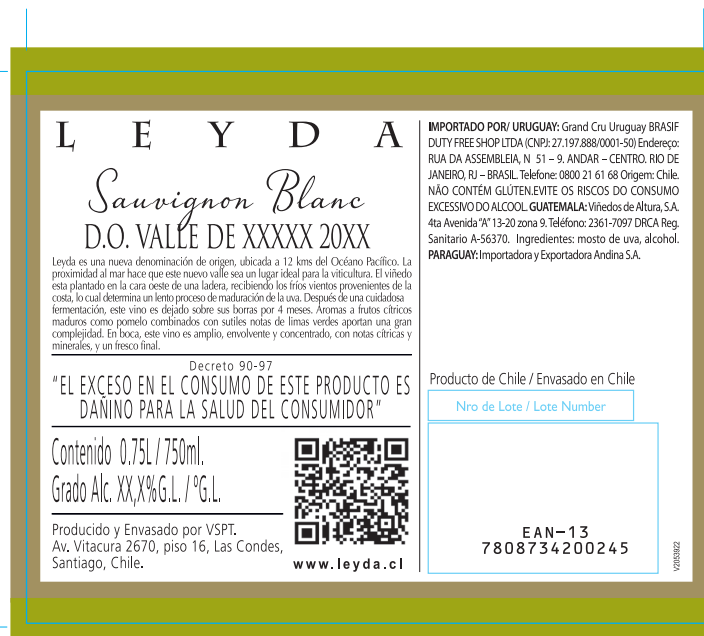 LEYDA
Sauvignon Blanc
D.O. VALLE DE XXXXX 20XX
Leyda es una nueva denominación de origen, ubicada a 12 kms del Océano Pacífico. La
proximidad al mar hace que este nuevo valle sea un lugar ideal para la viticultura. El viñedo
esta plantado en la cara oeste de una ladera, recibiendo los fríos vientos provenientes de la
costa, lo cual determina un lento proceso de maduración de la uva. Después de una cuidadosa
fermentación, este vino es dejado sobre sus borras por 4 meses. Aromas a frutos cítricos
maduros como pomelo combinados con sutiles notas de limas verdes aportan una gran
complejidad. En boca, este vino es amplio, envolvente y concentrado, con notas cítricas y
minerales, y un fresco final.
Decreto 90-97
“EL EXCESO EN EL CONSUMO DE ESTE PRODUCTO ES
DAÑINO PARA LA SALUD DEL CONSUMIDOR”
Contenido 0.75L / 750ml.
Grado Alc. XX,X%G.L. / ºG.L.
Producido y Envasado por VSPT.
Av. Vitacura 2670, piso 16, Las Condes,
Santiago, Chile.
www.leyda.cl
IMPORTADO POR/ URUGUAY: Grand Cru Uruguay BRASIF
DUTY FREE SHOP LTDA (CNPJ: 27.197.888/0001-50) Endereço:
RUA DA ASSEMBLEIA, N 51 – 9. ANDAR – CENTRO. RIO DE
JANEIRO, RJ – BRASIL. Telefone: 0800 21 61 68 Origem: Chile.
NÃO CONTÉM GLÚTEN.EVITE OS RISCOS DO CONSUMO
EXCESSIVO DO ALCOOL. GUATEMALA: Viñedos de Altura, S.A.
4ta Avenida “A” 13-20 zona 9. Teléfono: 2361-7097 DRCA Reg.
Sanitario A-56370. Ingredientes: mosto de uva, alcohol.
PARAGUAY: Importadora y Exportadora Andina S.A.
Producto de Chile / Envasado en Chile
Nro de Lote / Lote Number
EAN-13
7808734200245
V2053922